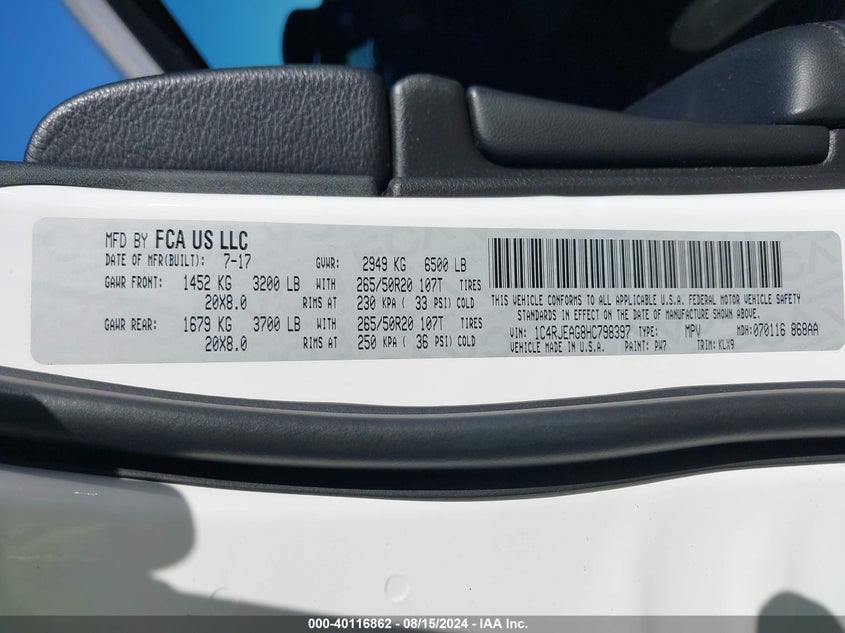 MFD BY FCA US LLC
DATE OF MFR(BUILT): 7-17 GVWR: 2949 KG 6500 LB
GAWR FRONT: 1452 KG 3200 LB WITH 265/50R20 107T TIRES
20X8.0 RIMS AT 230 KPA ( 33 PSI) COLD
GAWR REAR: 1679 KG 3700 LB WITH 265/50R20 107T TIRES
20X8.0 RIMS AT 250 KPA ( 36 PSI) COLD
THIS VEHICLE CONFORMS TO ALL APPLICABLE U.S.A. FEDERAL MOTOR VEHICLE SAFETY
STANDARDS IN EFFECT ON THE DATE OF MANUFACTURE SHOWN ABOVE.
VIN: 1C4RJEAG8HC798397 TYPE: MPV MDH:070116 868AA
VEHICLE MADE IN U.S.A. PAINT: PW7 TRIM: KLX9
000-40116862 - 08/15/2024 - IAA Inc.